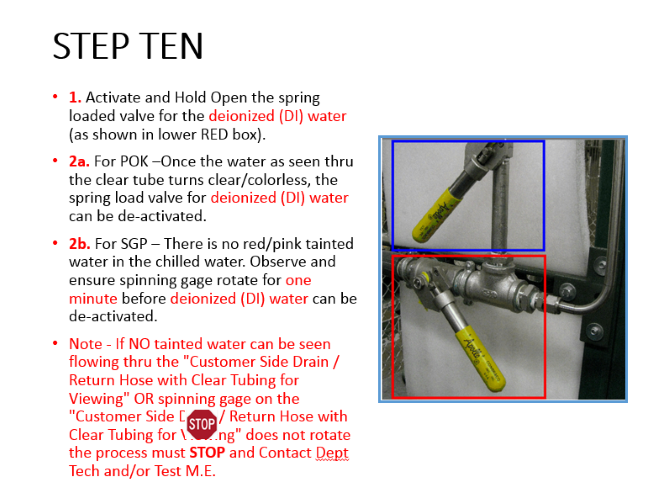 STEP TEN
• 1. Activate and Hold Open the spring
loaded valve for the deionized (DI) water
(as shown in lower RED box).
• 2a. For POK –Once the water as seen thru
the clear tube turns clear/colorless, the
spring load valve for deionized (DI) water
can be de-activated.
• 2b. For SGP – There is no red/pink tainted
water in the chilled water. Observe and
ensure spinning gage rotate for one
minute before deionized (DI) water can be
de-activated.
• Note - If NO tainted water can be seen
flowing thru the "Customer Side Drain /
Return Hose with Clear Tubing for
Viewing" OR spinning gage on the
"Customer Side / Return Hose with
STOP
Clear Tubing for ng" does not rotate
the process must STOP and Contact Dept
Tech and/or Test M.E.
Apollo